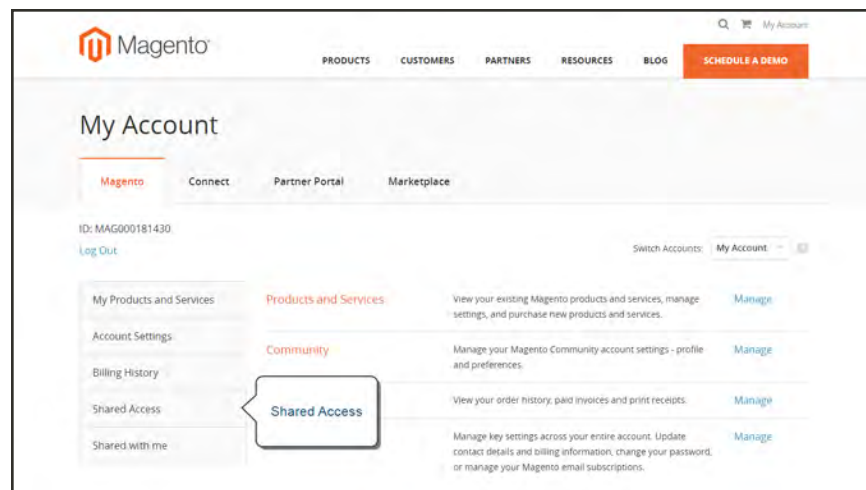 My Account
Magento
PRODUCTS CUSTOMERS PARTNERS RESOURCES BLOG SCHEDULE A DEMO
My Account
Magento Connect Partner Portal Marketplace
ID: MAG000181430
Log Out
Switch Accounts: My Account
My Products and Services
Account Settings
Billing History
Shared Access
Shared with me
Products and Services
View your existing Magento products and services, manage
settings, and purchase new products and services.
Manage
Community
Manage your Magento Community account settings - profile
and preferences.
Manage
Shared Access
View your order history, paid invoices and print receipts.
Manage
Manage key settings across your entire account. Update
contact details and billing information, change your password,
or manage your Magento email subscriptions.
Manage